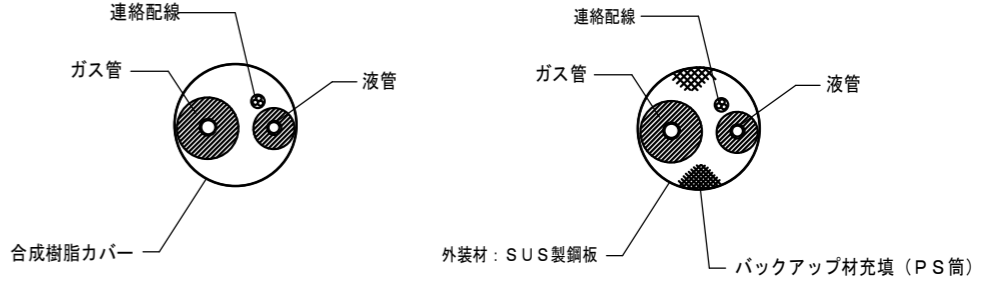 連絡配線
ガス管
液管
合成樹脂カバー
連絡配線
ガス管
液管
外装材：ＳＵＳ製鋼板
バックアップ材充填（ＰＳ筒）